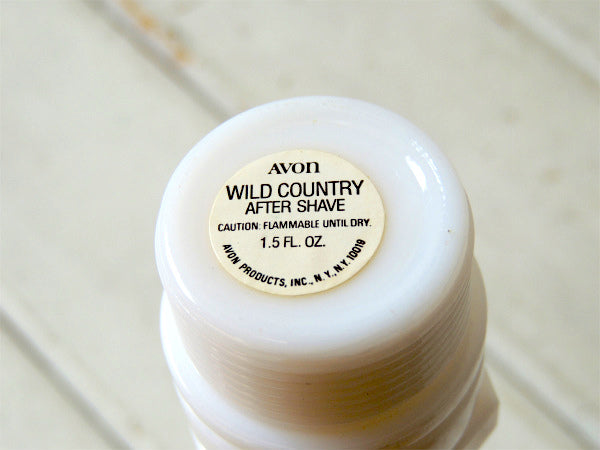 AVON
WILD COUNTRY
AFTER SHAVE
CAUTION: FLAMMABLE UNTIL DRY.
1.5 FL. OZ.
AVON PRODUCTS, INC., N.Y., N.Y. 10019